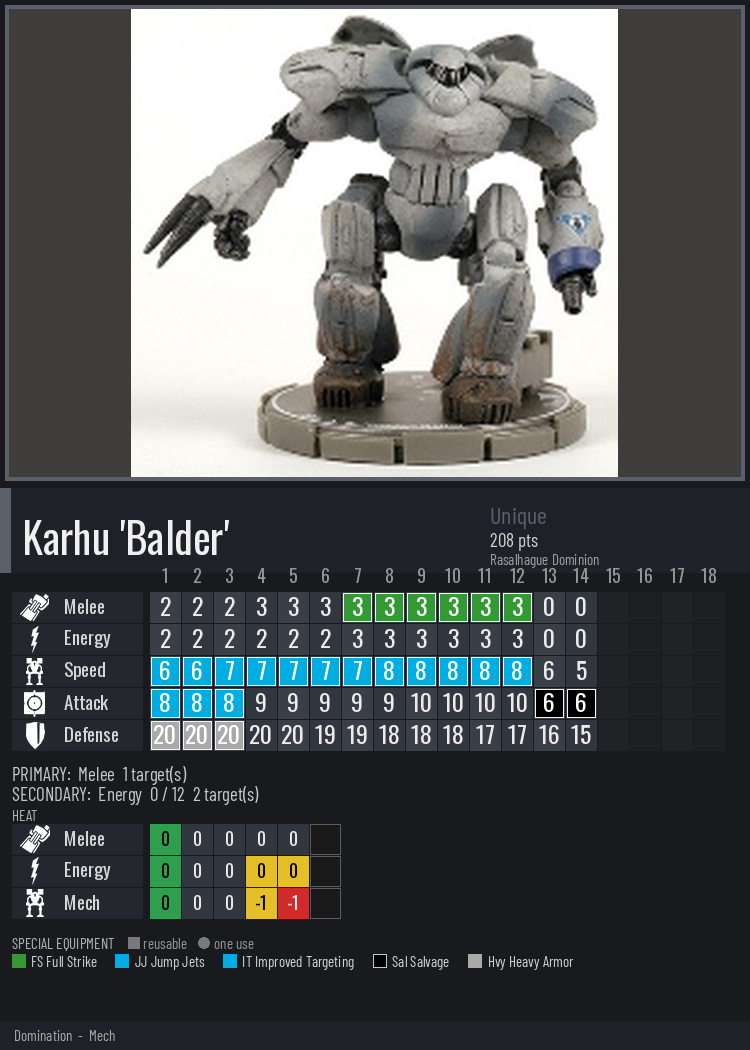 Karhu 'Balder'
Unique
208 pts
Rasalhague Dominion
1 2 3 4 5 6 7 8 9 10 11 12 13 14 15 16 17 18
Melee 2 2 2 3 3 3 3 3 3 3 3 3 0 0
Energy 2 2 2 2 2 2 3 3 3 3 3 3 0 0
Speed 6 6 7 7 7 7 7 8 8 8 8 8 6 5
Attack 8 8 8 9 9 9 9 9 10 10 10 10 6 6
Defense 20 20 20 20 20 19 19 18 18 18 17 17 16 15
PRIMARY: Melee 1 target(s)
SECONDARY: Energy 0 / 12 2 target(s)
HEAT
Melee 0 0 0 0 0
Energy 0 0 0 0 0
Mech 0 0 0 -1 -1
SPECIAL EQUIPMENT reusable one use
FS Full Strike JJ Jump Jets IT Improved Targeting Sal Salvage Hvy Heavy Armor
Domination - Mech